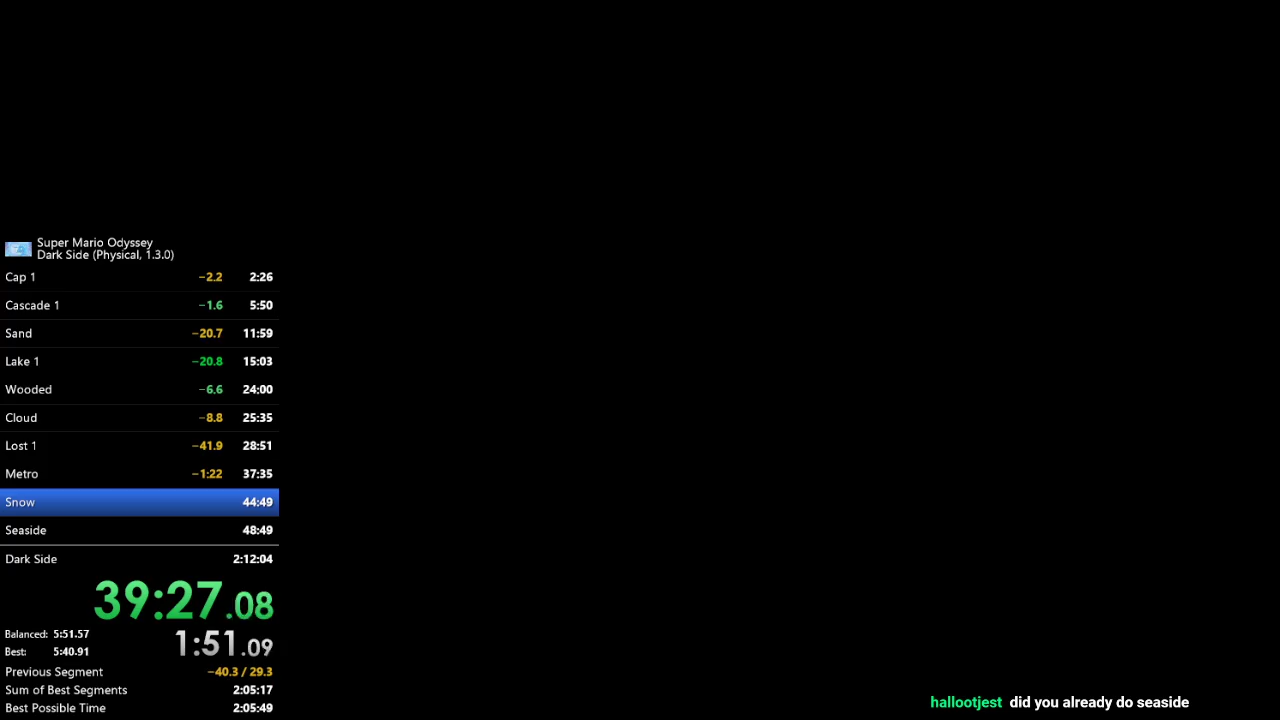 Super Mario Odyssey
Dark Side (Physical, 1.3.0)
Cap 1 −2.2 2:26
Cascade 1 −1.6 5:50
Sand −20.7 11:59
Lake 1 −20.8 15:03
Wooded −6.6 24:00
Cloud −8.8 25:35
Lost 1 −41.9 28:51
Metro −1:22 37:35
Snow 44:49
Seaside 48:49
Dark Side 2:12:04
39:27.08
Balanced: 5:51.57
Best: 5:40.91
1:51.09
Previous Segment −40.3 / 29.3
Sum of Best Segments 2:05:17
Best Possible Time 2:05:49
hallootjest did you already do seaside